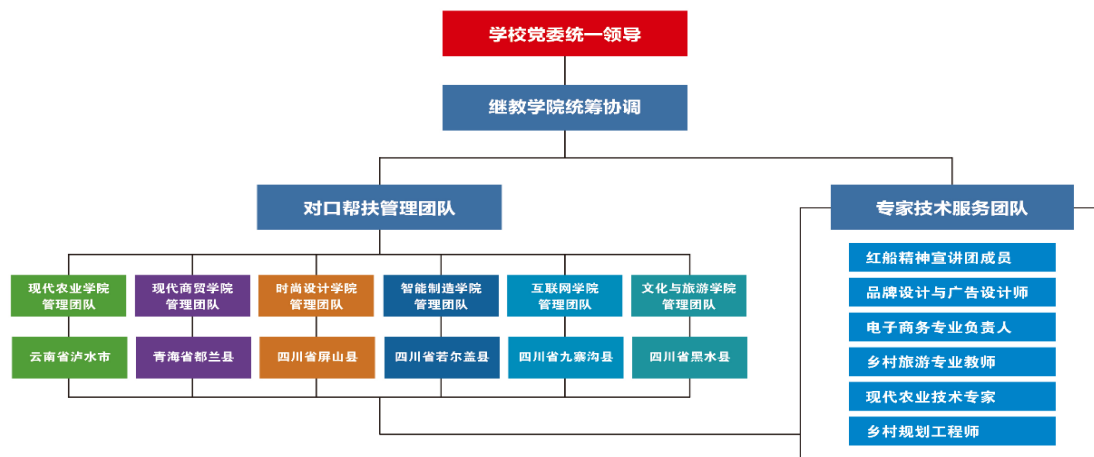 学校党委统一领导
继教学院统筹协调
对口帮扶管理团队
专家技术服务团队
现代农业学院
管理团队
现代商贸学院
管理团队
时尚设计学院
管理团队
智能制造学院
管理团队
互联网学院
管理团队
文化与旅游学院
管理团队
云南省泸水市
青海省都兰县
四川省屏山县
四川省若尔盖县
四川省九寨沟县
四川省黑水县
红船精神宣讲团成员
品牌设计与广告设计师
电子商务专业负责人
乡村旅游专业教师
现代农业技术专家
乡村规划工程师